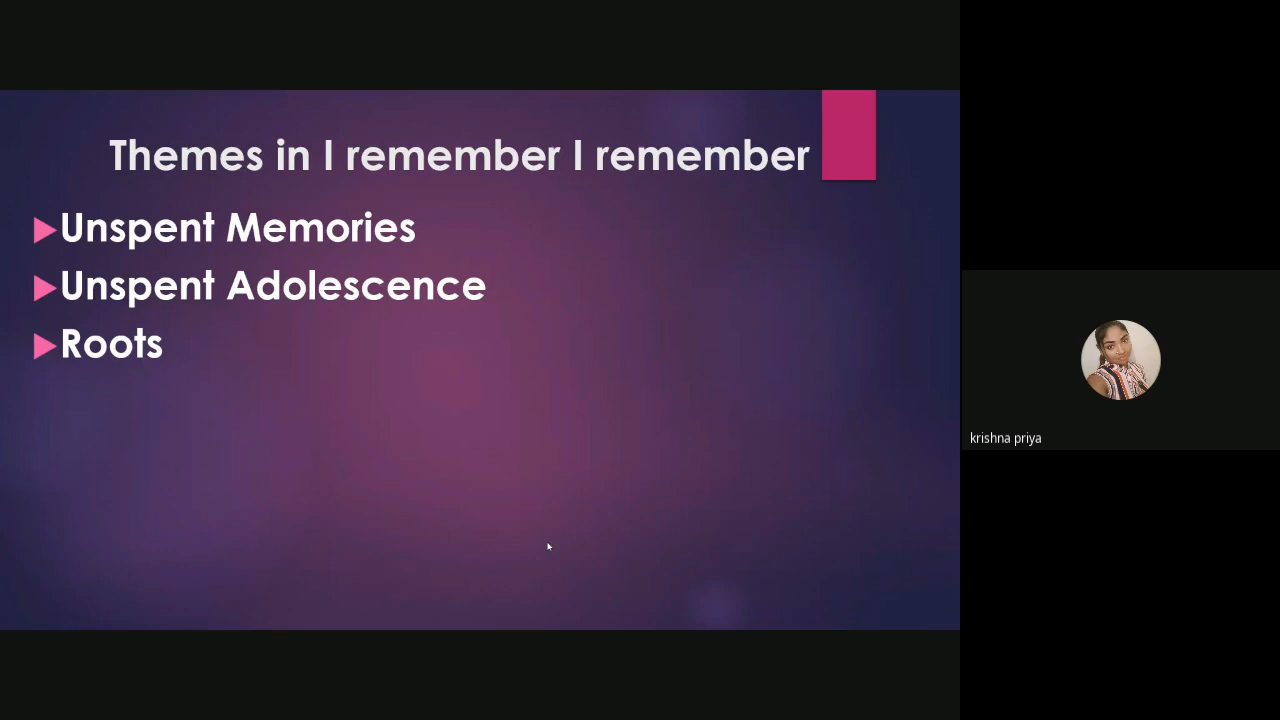 Themes in I remember I remember
Unspent Memories
Unspent Adolescence
Roots
krishna priya